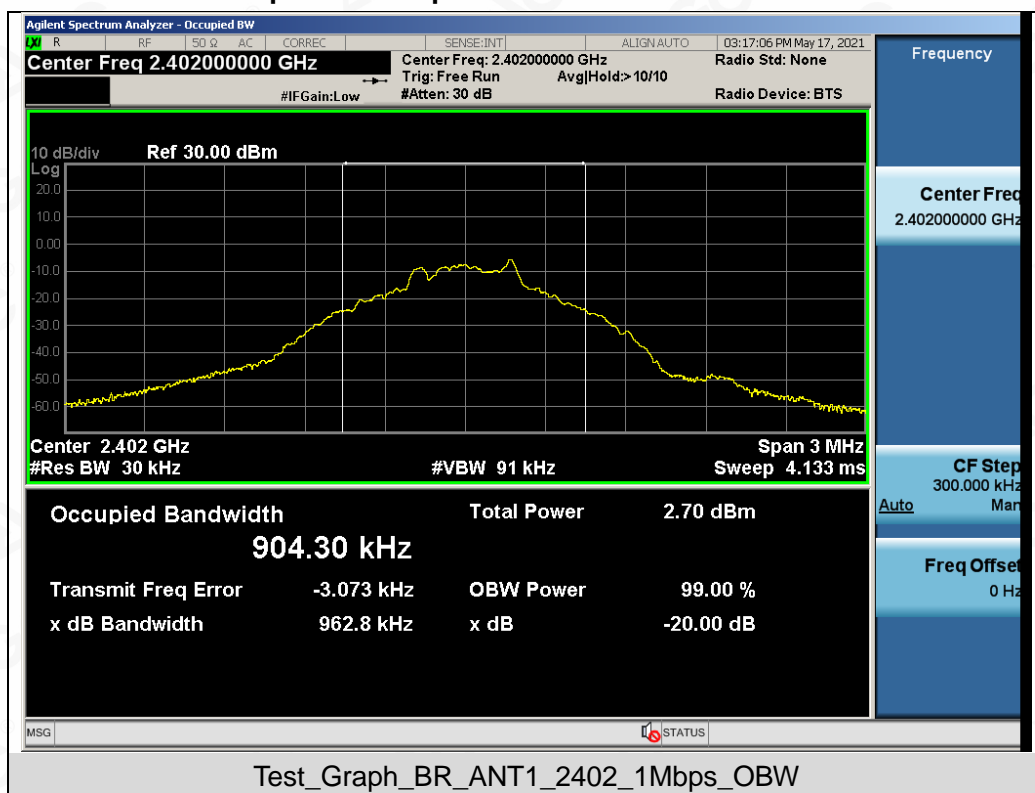 Agilent Spectrum Analyzer - Occupied BW
LXI R RF 50 Ω AC CORREC SENSE:INT ALIGN AUTO 03:17:06 PM May 17, 2021
Center Freq 2.402000000 GHz Center Freq: 2.402000000 GHz Radio Std: None
Trig: Free Run Avg|Hold:> 10/10
#IFGain:Low #Atten: 30 dB Radio Device: BTS
Frequency
10 dB/div Ref 30.00 dBm
Log
20.0
10.0
0.00
-10.0
-20.0
-30.0
-40.0
-50.0
-60.0
Center 2.402 GHz Span 3 MHz
#Res BW 30 kHz #VBW 91 kHz Sweep 4.133 ms
Center Freq
2.402000000 GHz
CF Step
300.000 kHz
Auto Man
Freq Offset
0 Hz
Occupied Bandwidth Total Power 2.70 dBm
904.30 kHz
Transmit Freq Error -3.073 kHz OBW Power 99.00 %
x dB Bandwidth 962.8 kHz x dB -20.00 dB
MSG STATUS
Test_Graph_BR_ANT1_2402_1Mbps_OBW